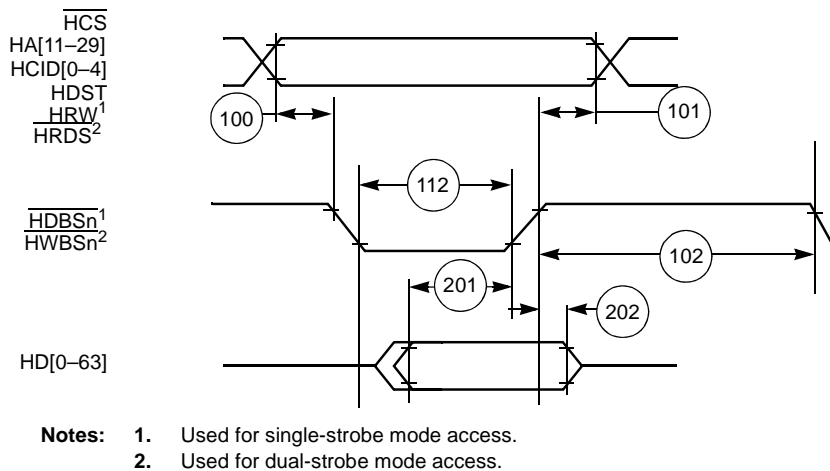 HCS
HA[11–29]
HCID[0–4]
HDST
HRW1
HRDS2
100
101
112
HDBSn1
HWBSn2
102
201
202
HD[0–63]
Notes: 1. Used for single-strobe mode access.
2. Used for dual-strobe mode access.